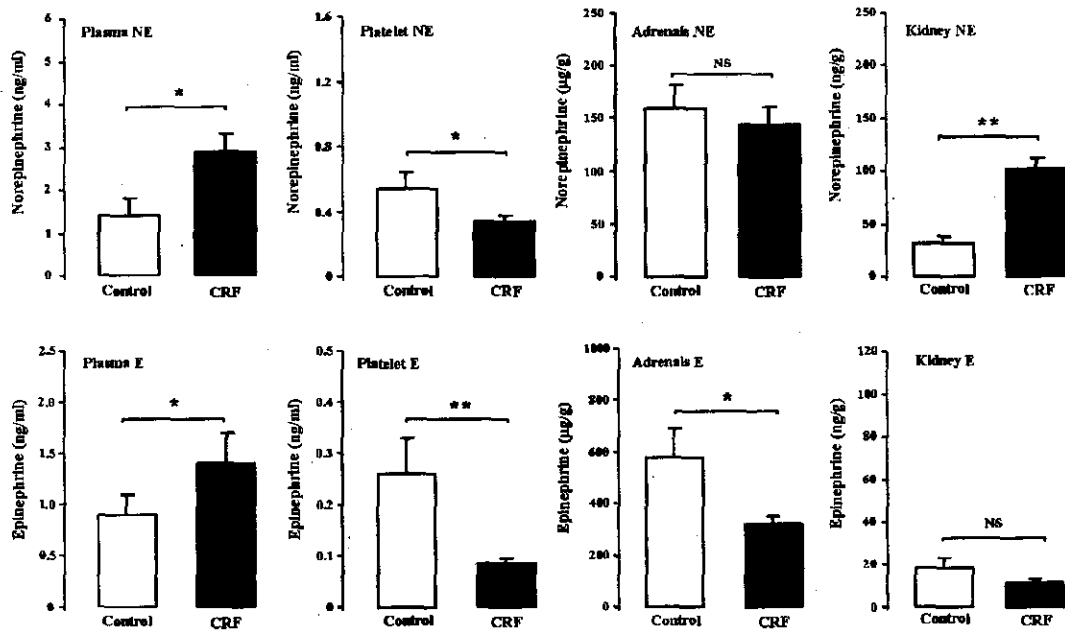 Plasma NE
Norepinephrine (ng/ml)
6
5
4
3
2
1
0
*
Control
CRF
Platelet NE
Norepinephrine (ng/ml)
1.6
1.2
0.8
0.4
0
*
Control
CRF
Adrenals NE
Norepinephrine (µg/g)
250
200
150
100
50
0
NS
Control
CRF
Kidney NE
Norepinephrine (ng/g)
250
200
150
100
50
0
**
Control
CRF
Plasma E
Epinephrine (ng/ml)
2.5
2.0
1.5
1.0
0.5
0
*
Control
CRF
Platelet E
Epinephrine (ng/ml)
0.5
0.4
0.3
0.2
0.1
0
**
Control
CRF
Adrenals E
Epinephrine (µg/g)
1000
800
600
400
200
0
*
Control
CRF
Kidney E
Epinephrine (ng/g)
120
100
80
60
40
20
0
NS
Control
CRF